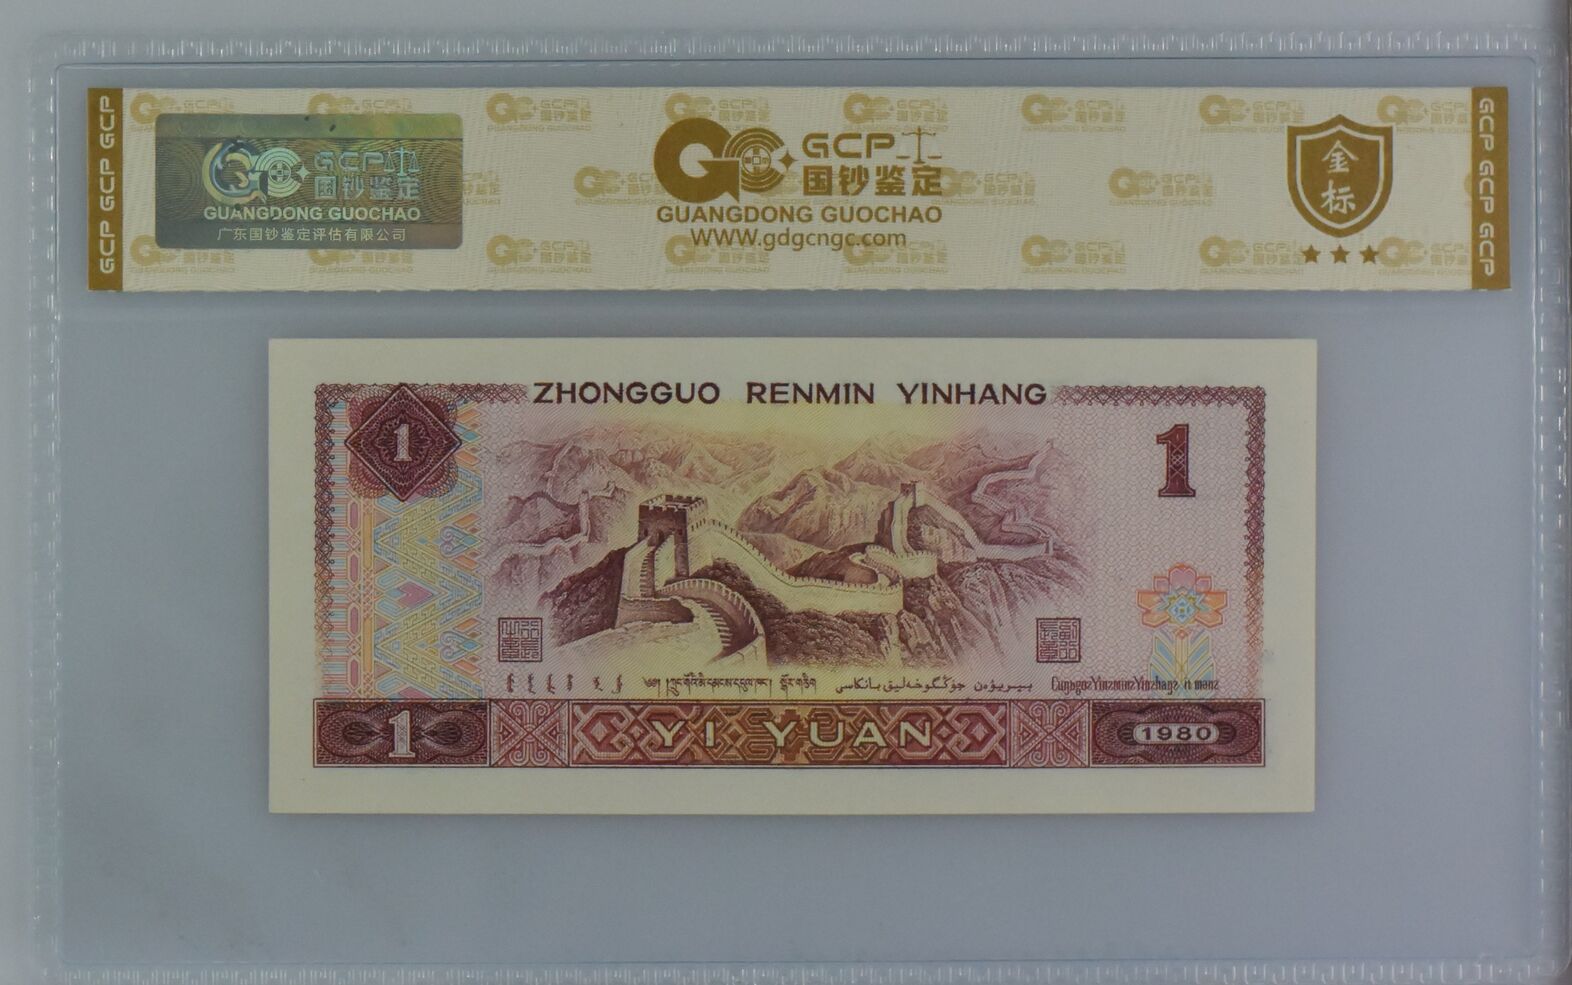 GCP GCP GCP
GCP
国钞鉴定
GUANGDONG GUOCHAO
广东国钞鉴定评估有限公司
GCP
国钞鉴定
GUANGDONG GUOCHAO
WWW.gdgcngc.com
金
标
GCP GCP GCP
ZHONGGUO RENMIN YINHANG
1
1
1
YI YUAN
1980